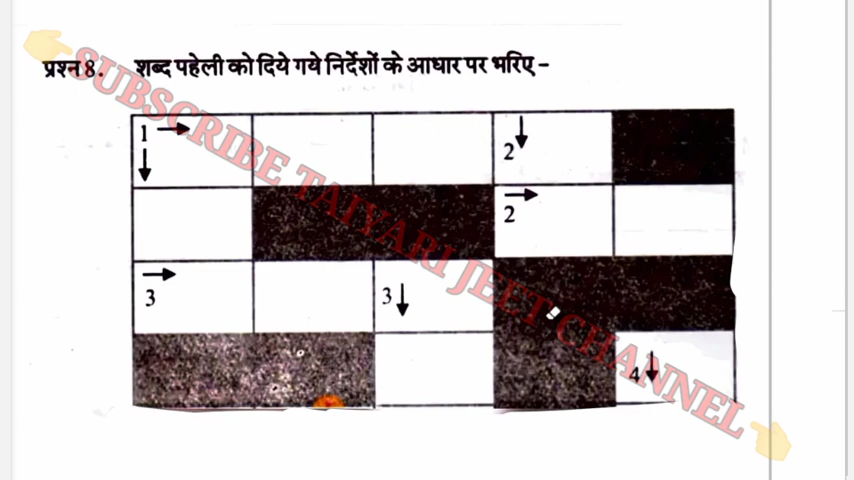 प्रश्न 8. शब्द पहेली को दिये गये निर्देशों के आधार पर भरिए -
1 2
2
3 3
4
SUBSCRIBE TAIYARI JEET CHANNEL